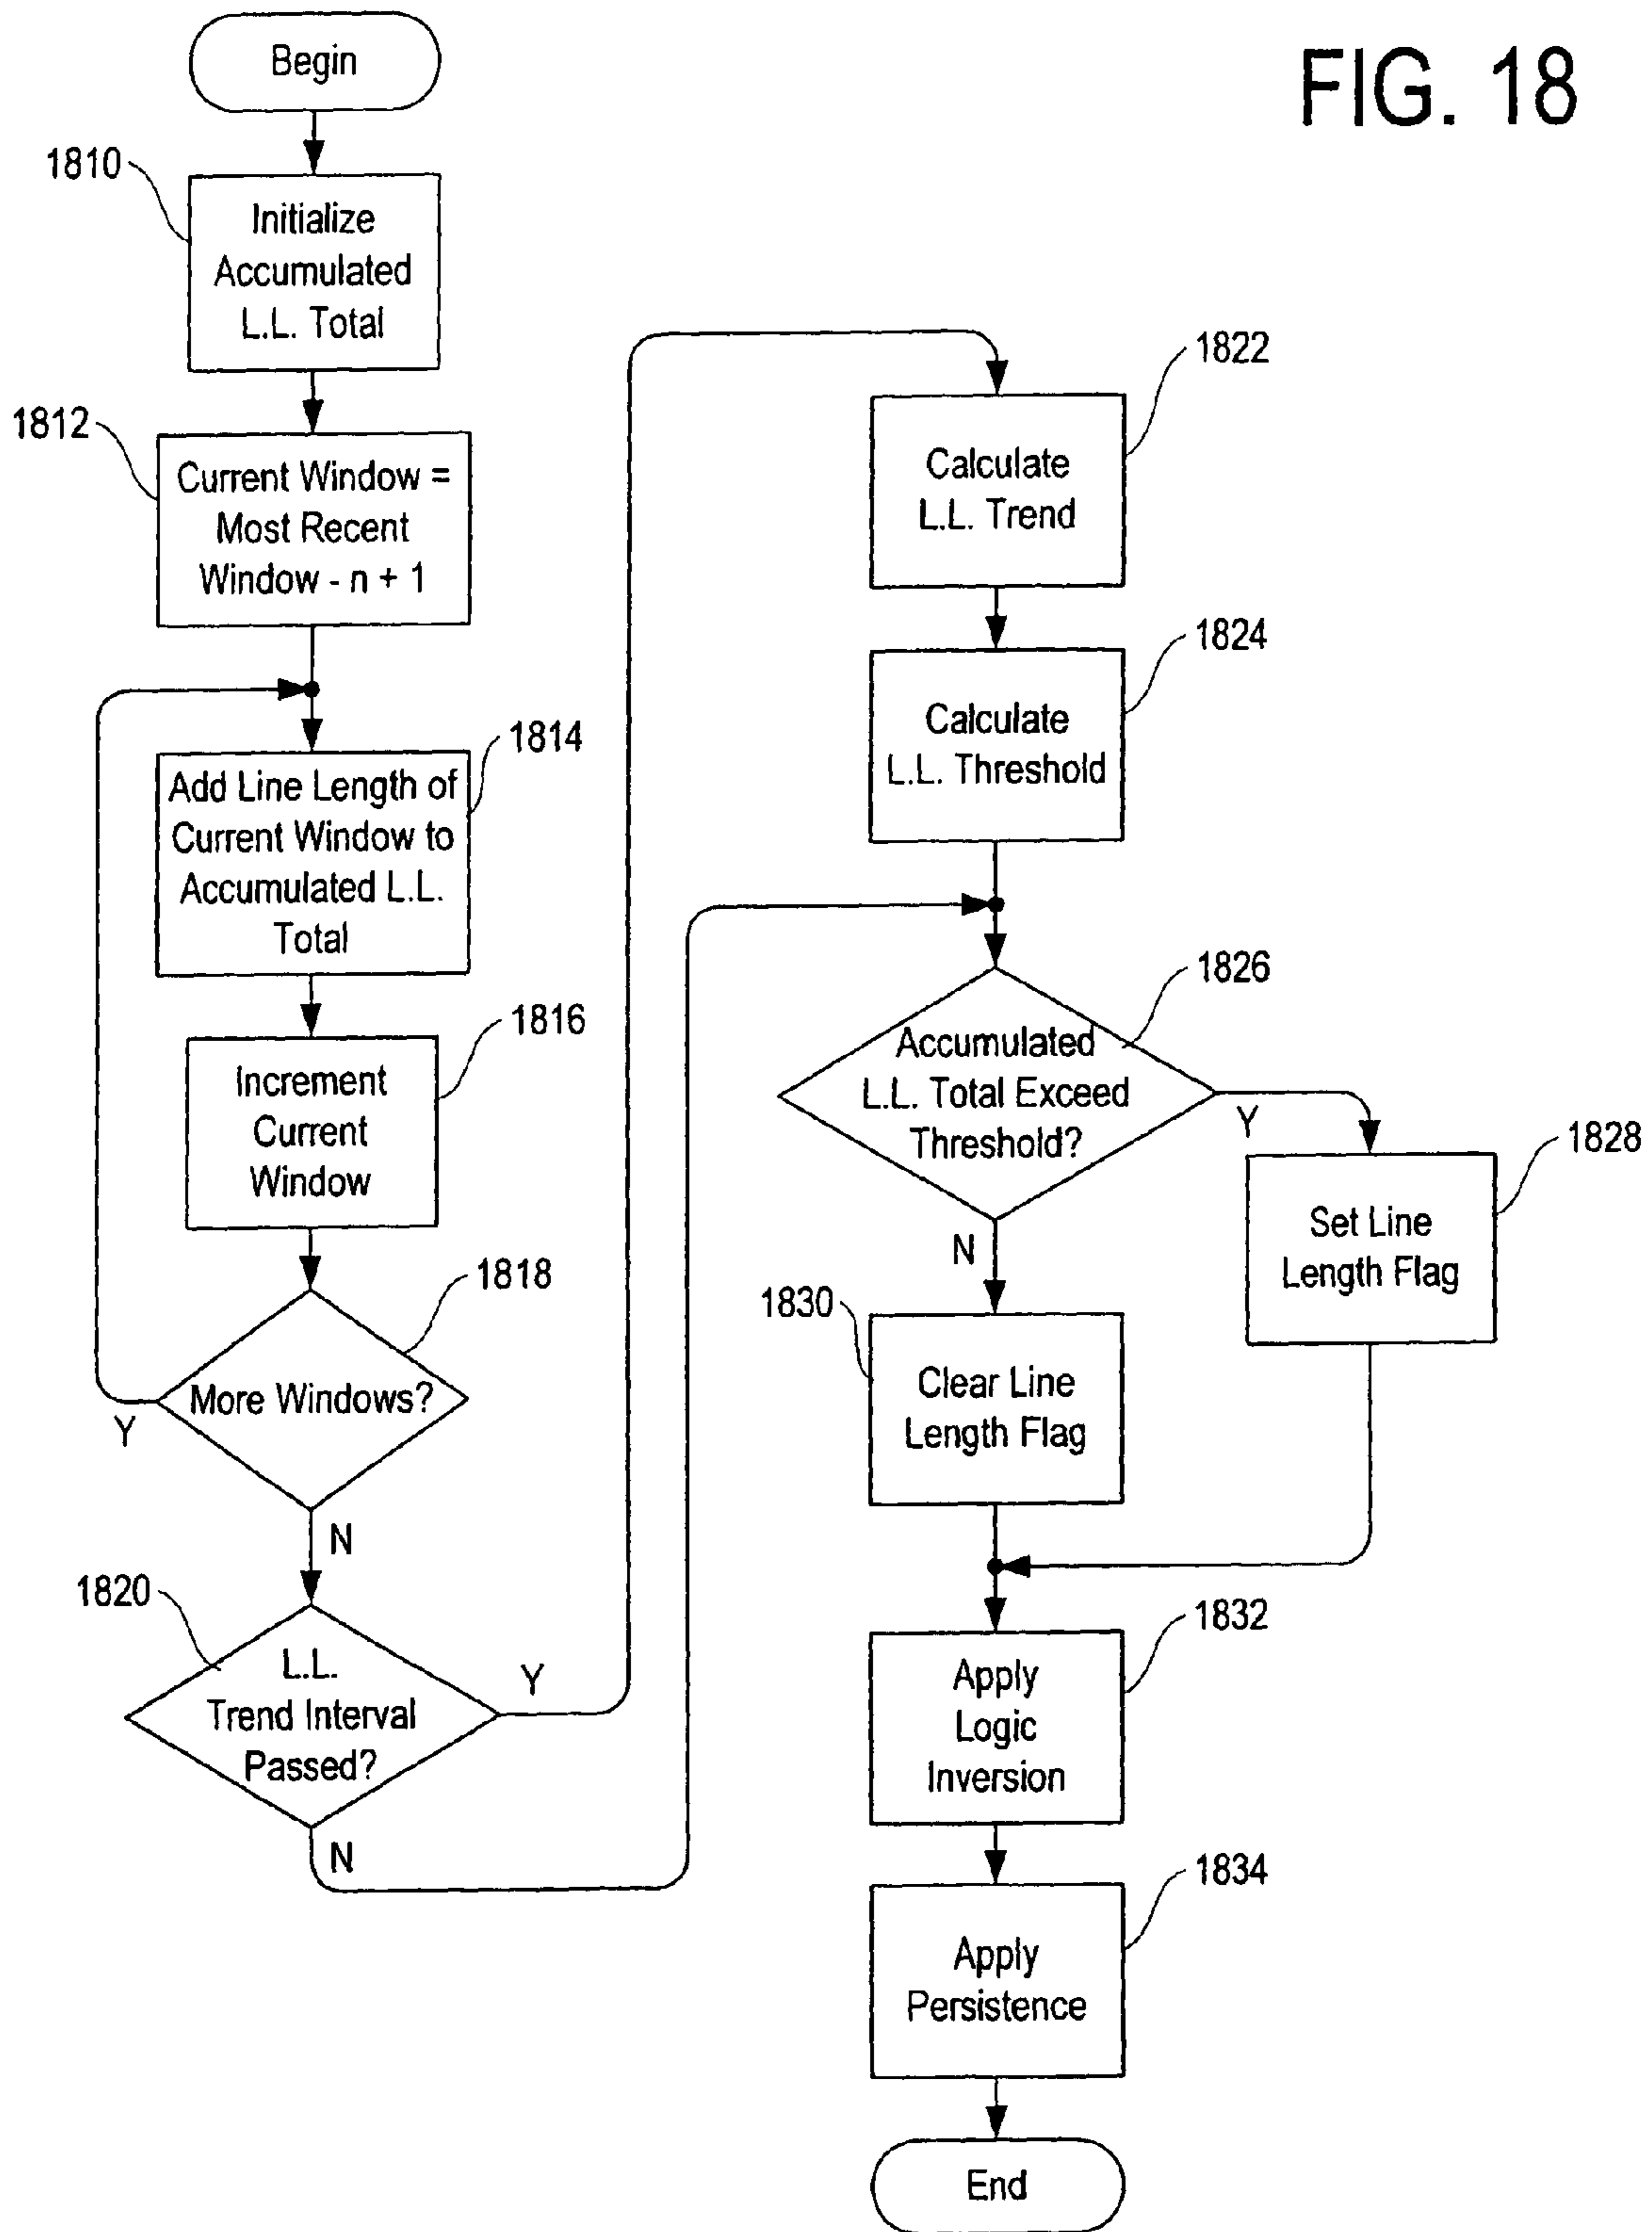 FIG. 18
Begin
1810
Initialize
Accumulated
L.L. Total
1812
Current Window =
Most Recent
Window - n + 1
1814
Add Line Length of
Current Window to
Accumulated L.L.
Total
1816
Increment
Current
Window
1818
More Windows?
Y
N
1820
L.L.
Trend Interval
Passed?
Y
N
1822
Calculate
L.L. Trend
1824
Calculate
L.L. Threshold
1826
Accumulated
L.L. Total Exceed
Threshold?
Y
N
1828
Set Line
Length Flag
1830
Clear Line
Length Flag
1832
Apply
Logic
Inversion
1834
Apply
Persistence
End